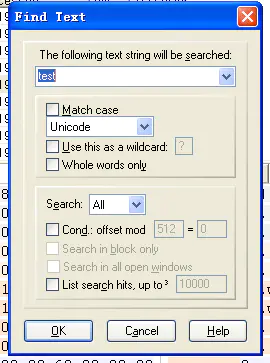 Find Text
The following text string will be searched:
test
Match case
Unicode
Use this as a wildcard: ?
Whole words only
Search: All
Cond.: offset mod 512 = 0
Search in block only
Search in all open windows
List search hits, up to³ 10000
OK Cancel Help